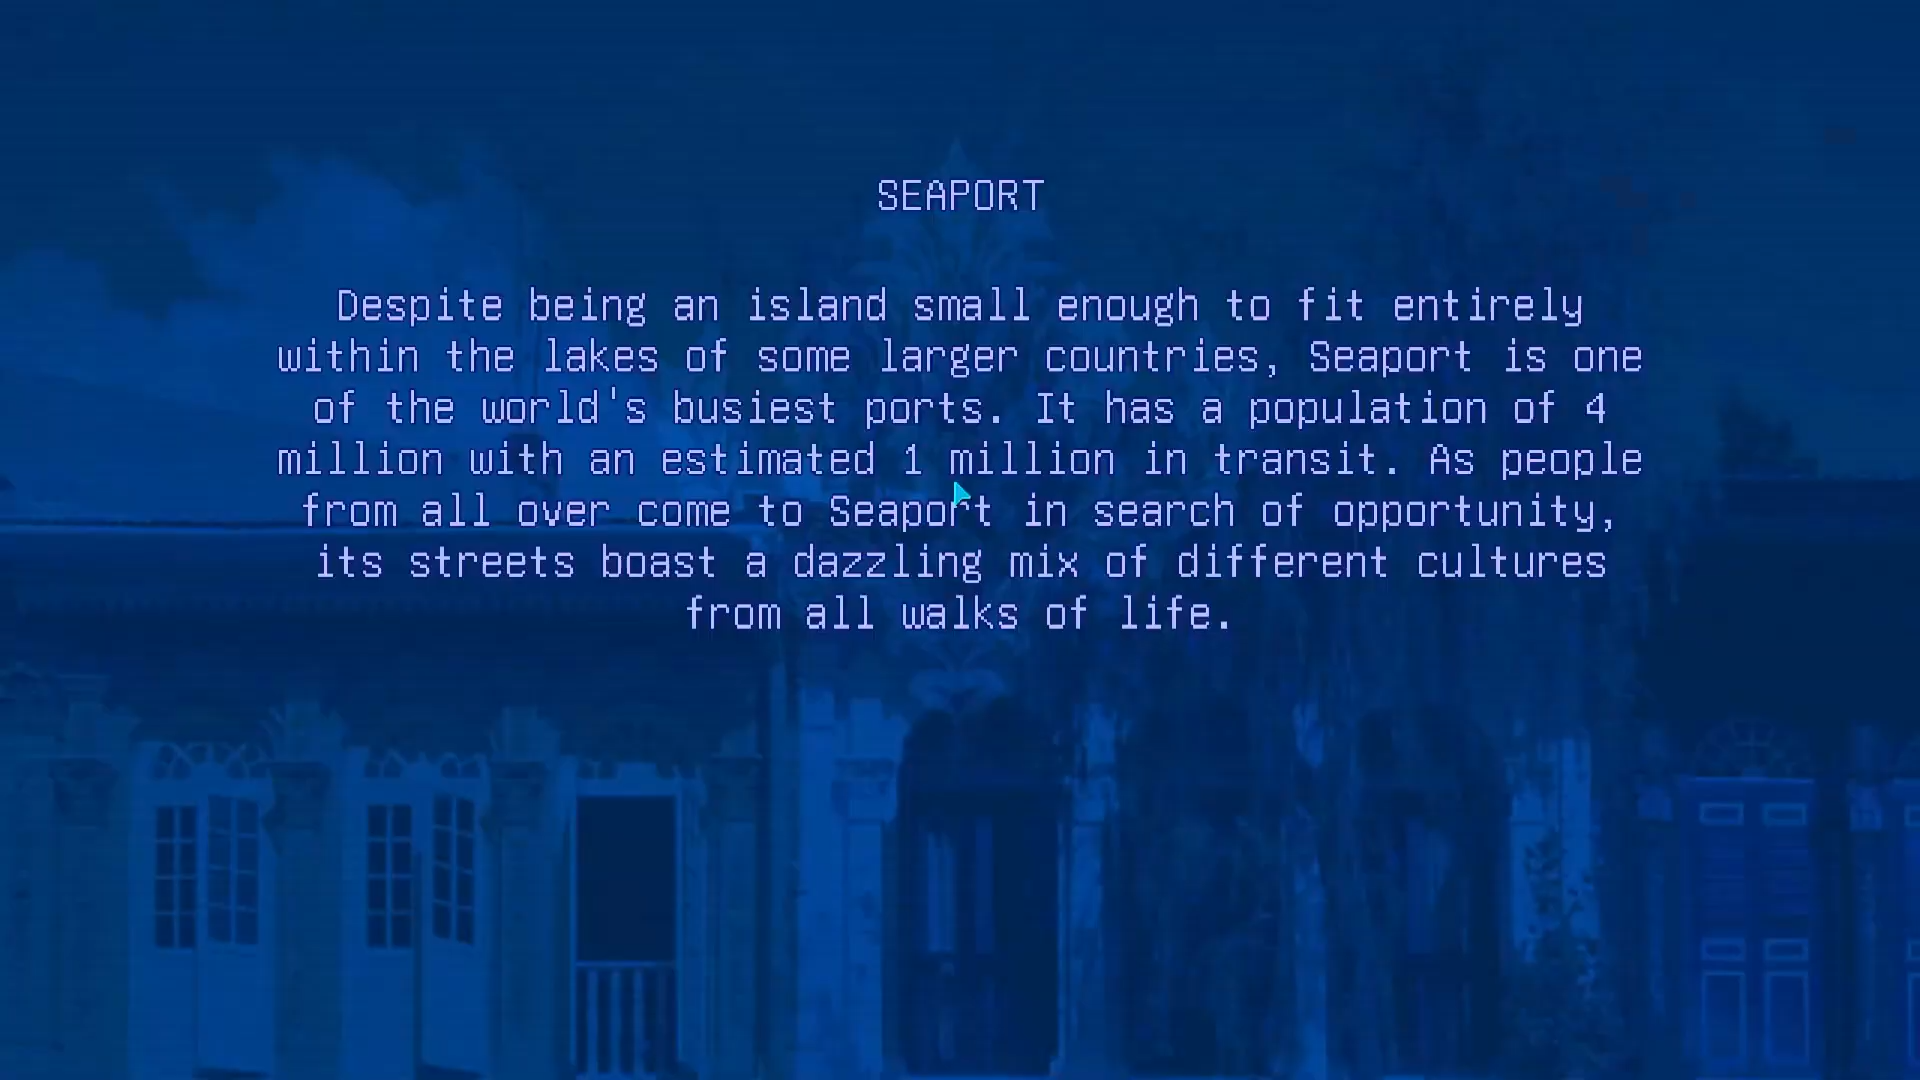 SEAPORT
Despite being an island small enough to fit entirely
within the lakes of some larger countries, Seaport is one
of the world's busiest ports. It has a population of 4
million with an estimated 1 million in transit. As people
from all over come to Seaport in search of opportunity,
its streets boast a dazzling mix of different cultures
from all walks of life.